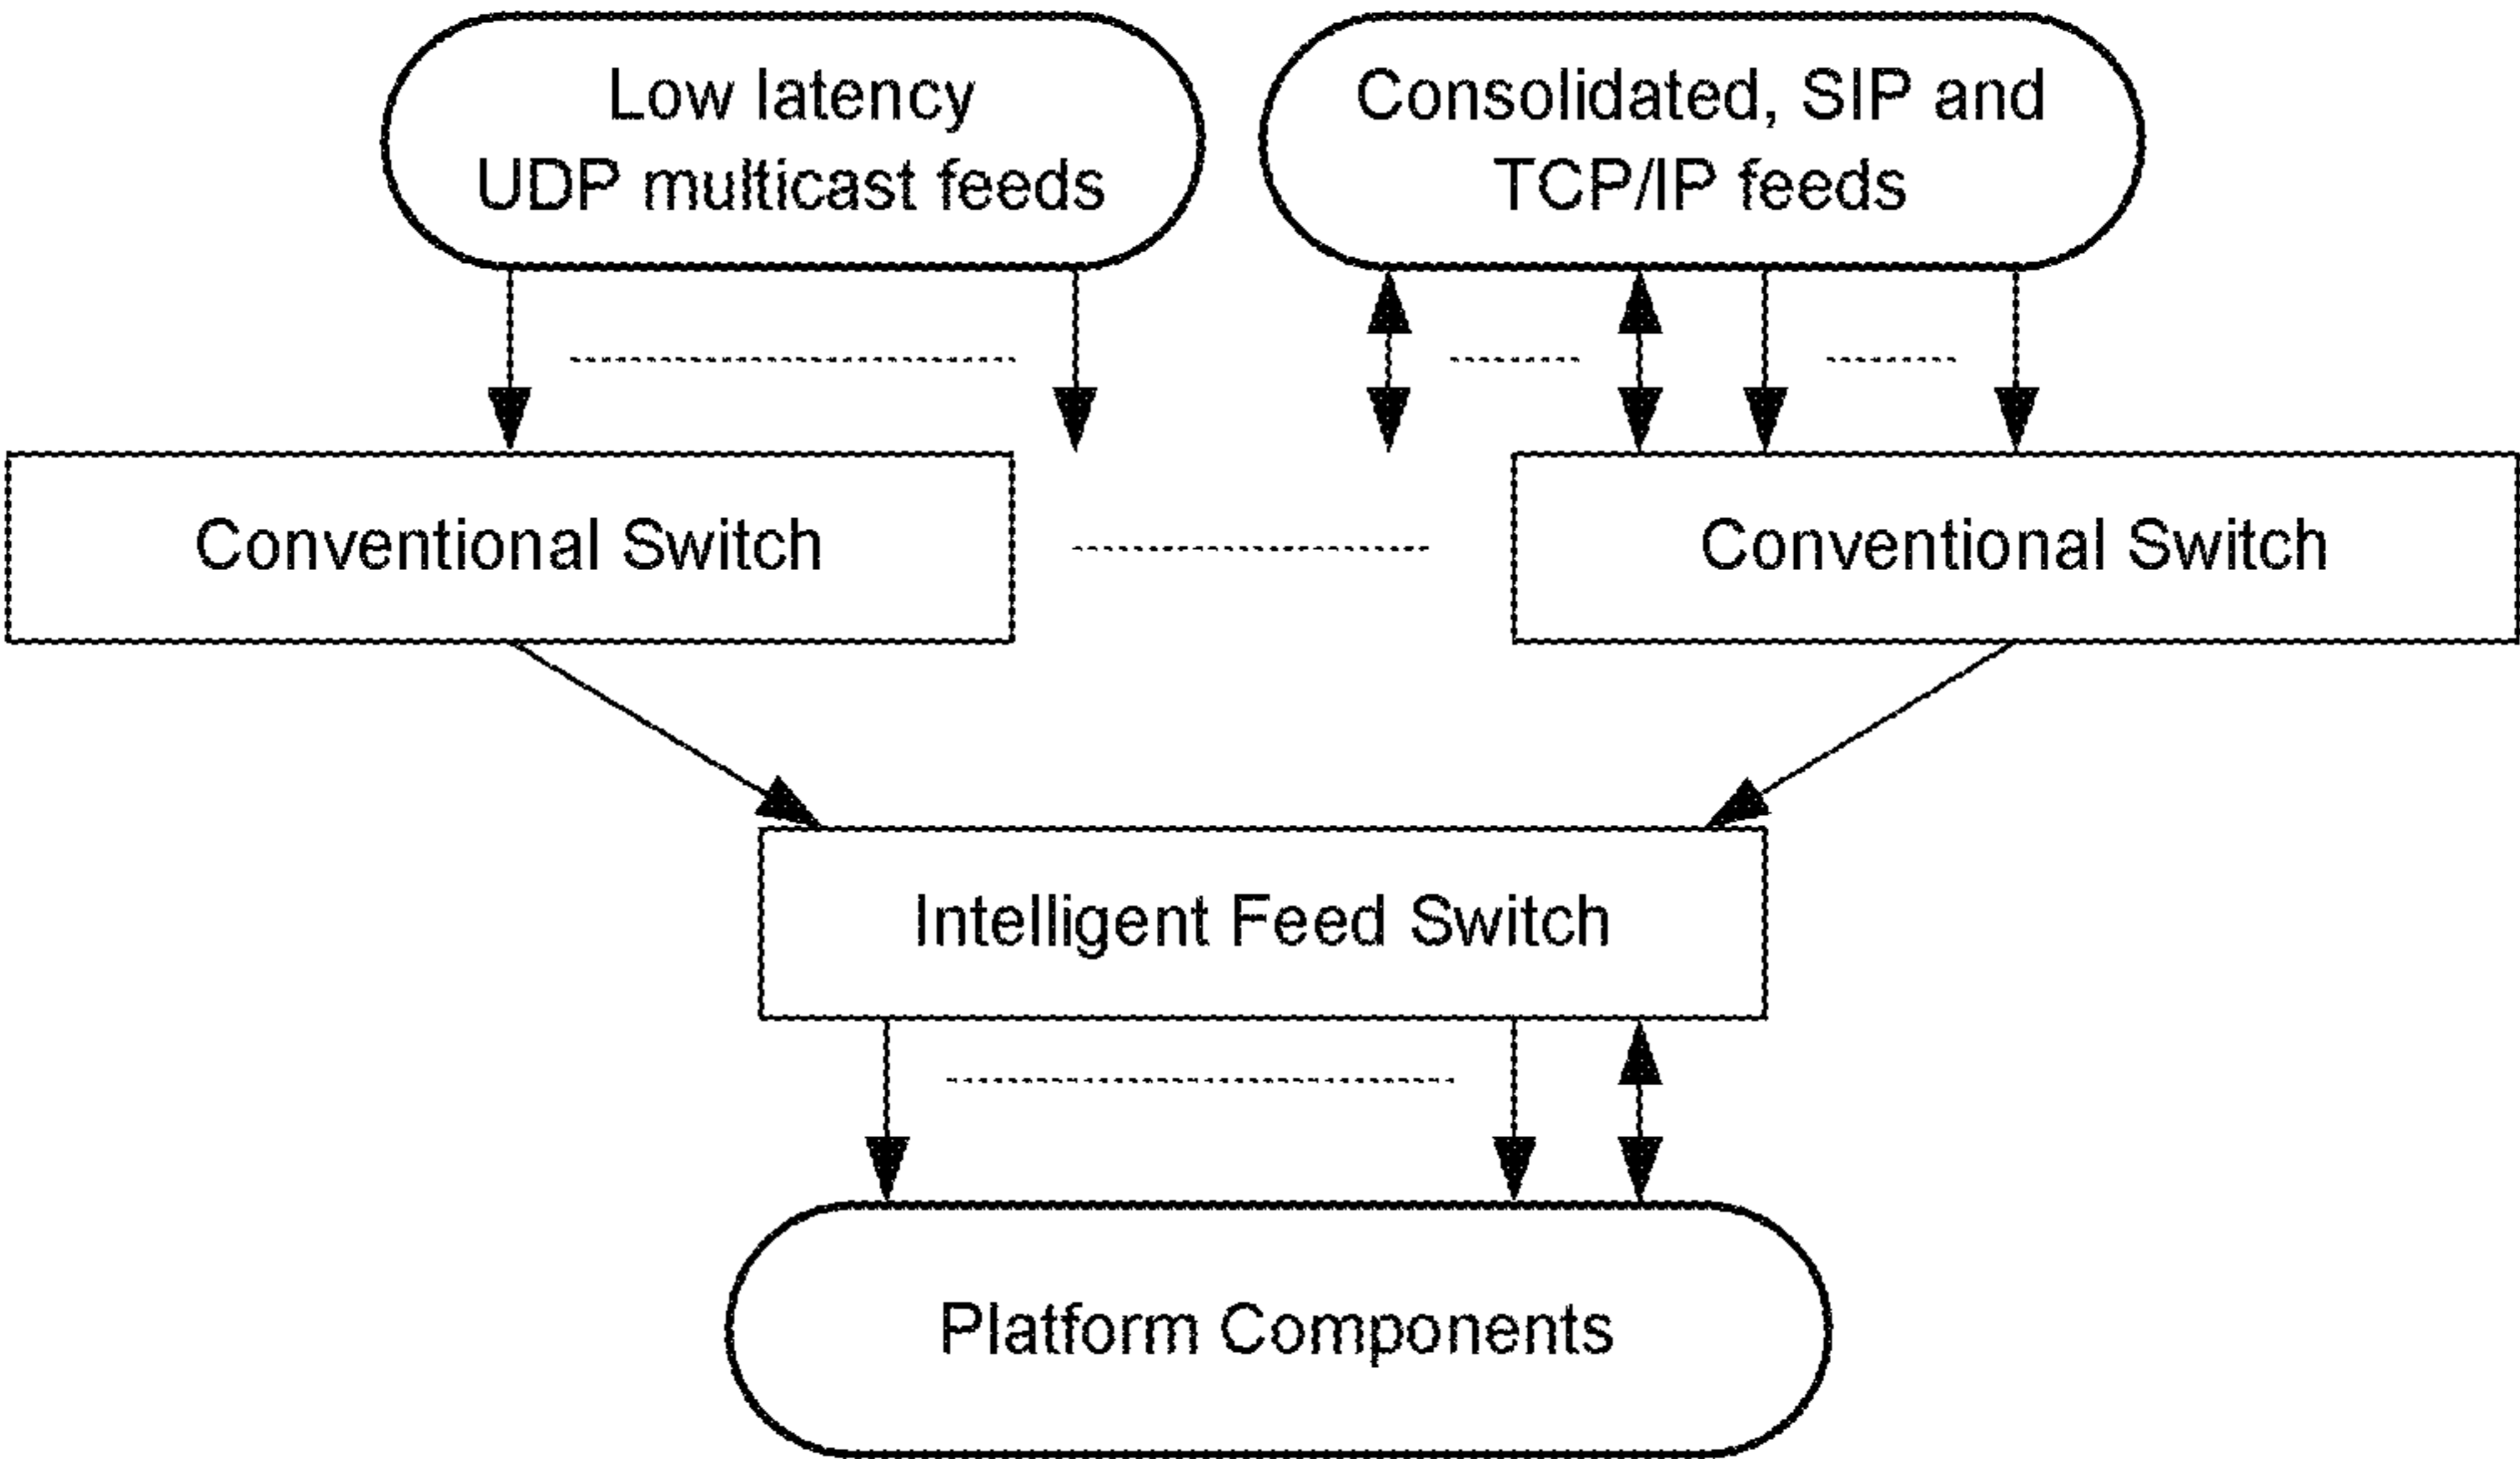 Low latency
UDP multicast feeds
Consolidated, SIP and
TCP/IP feeds
Conventional Switch
Conventional Switch
Intelligent Feed Switch
Platform Components